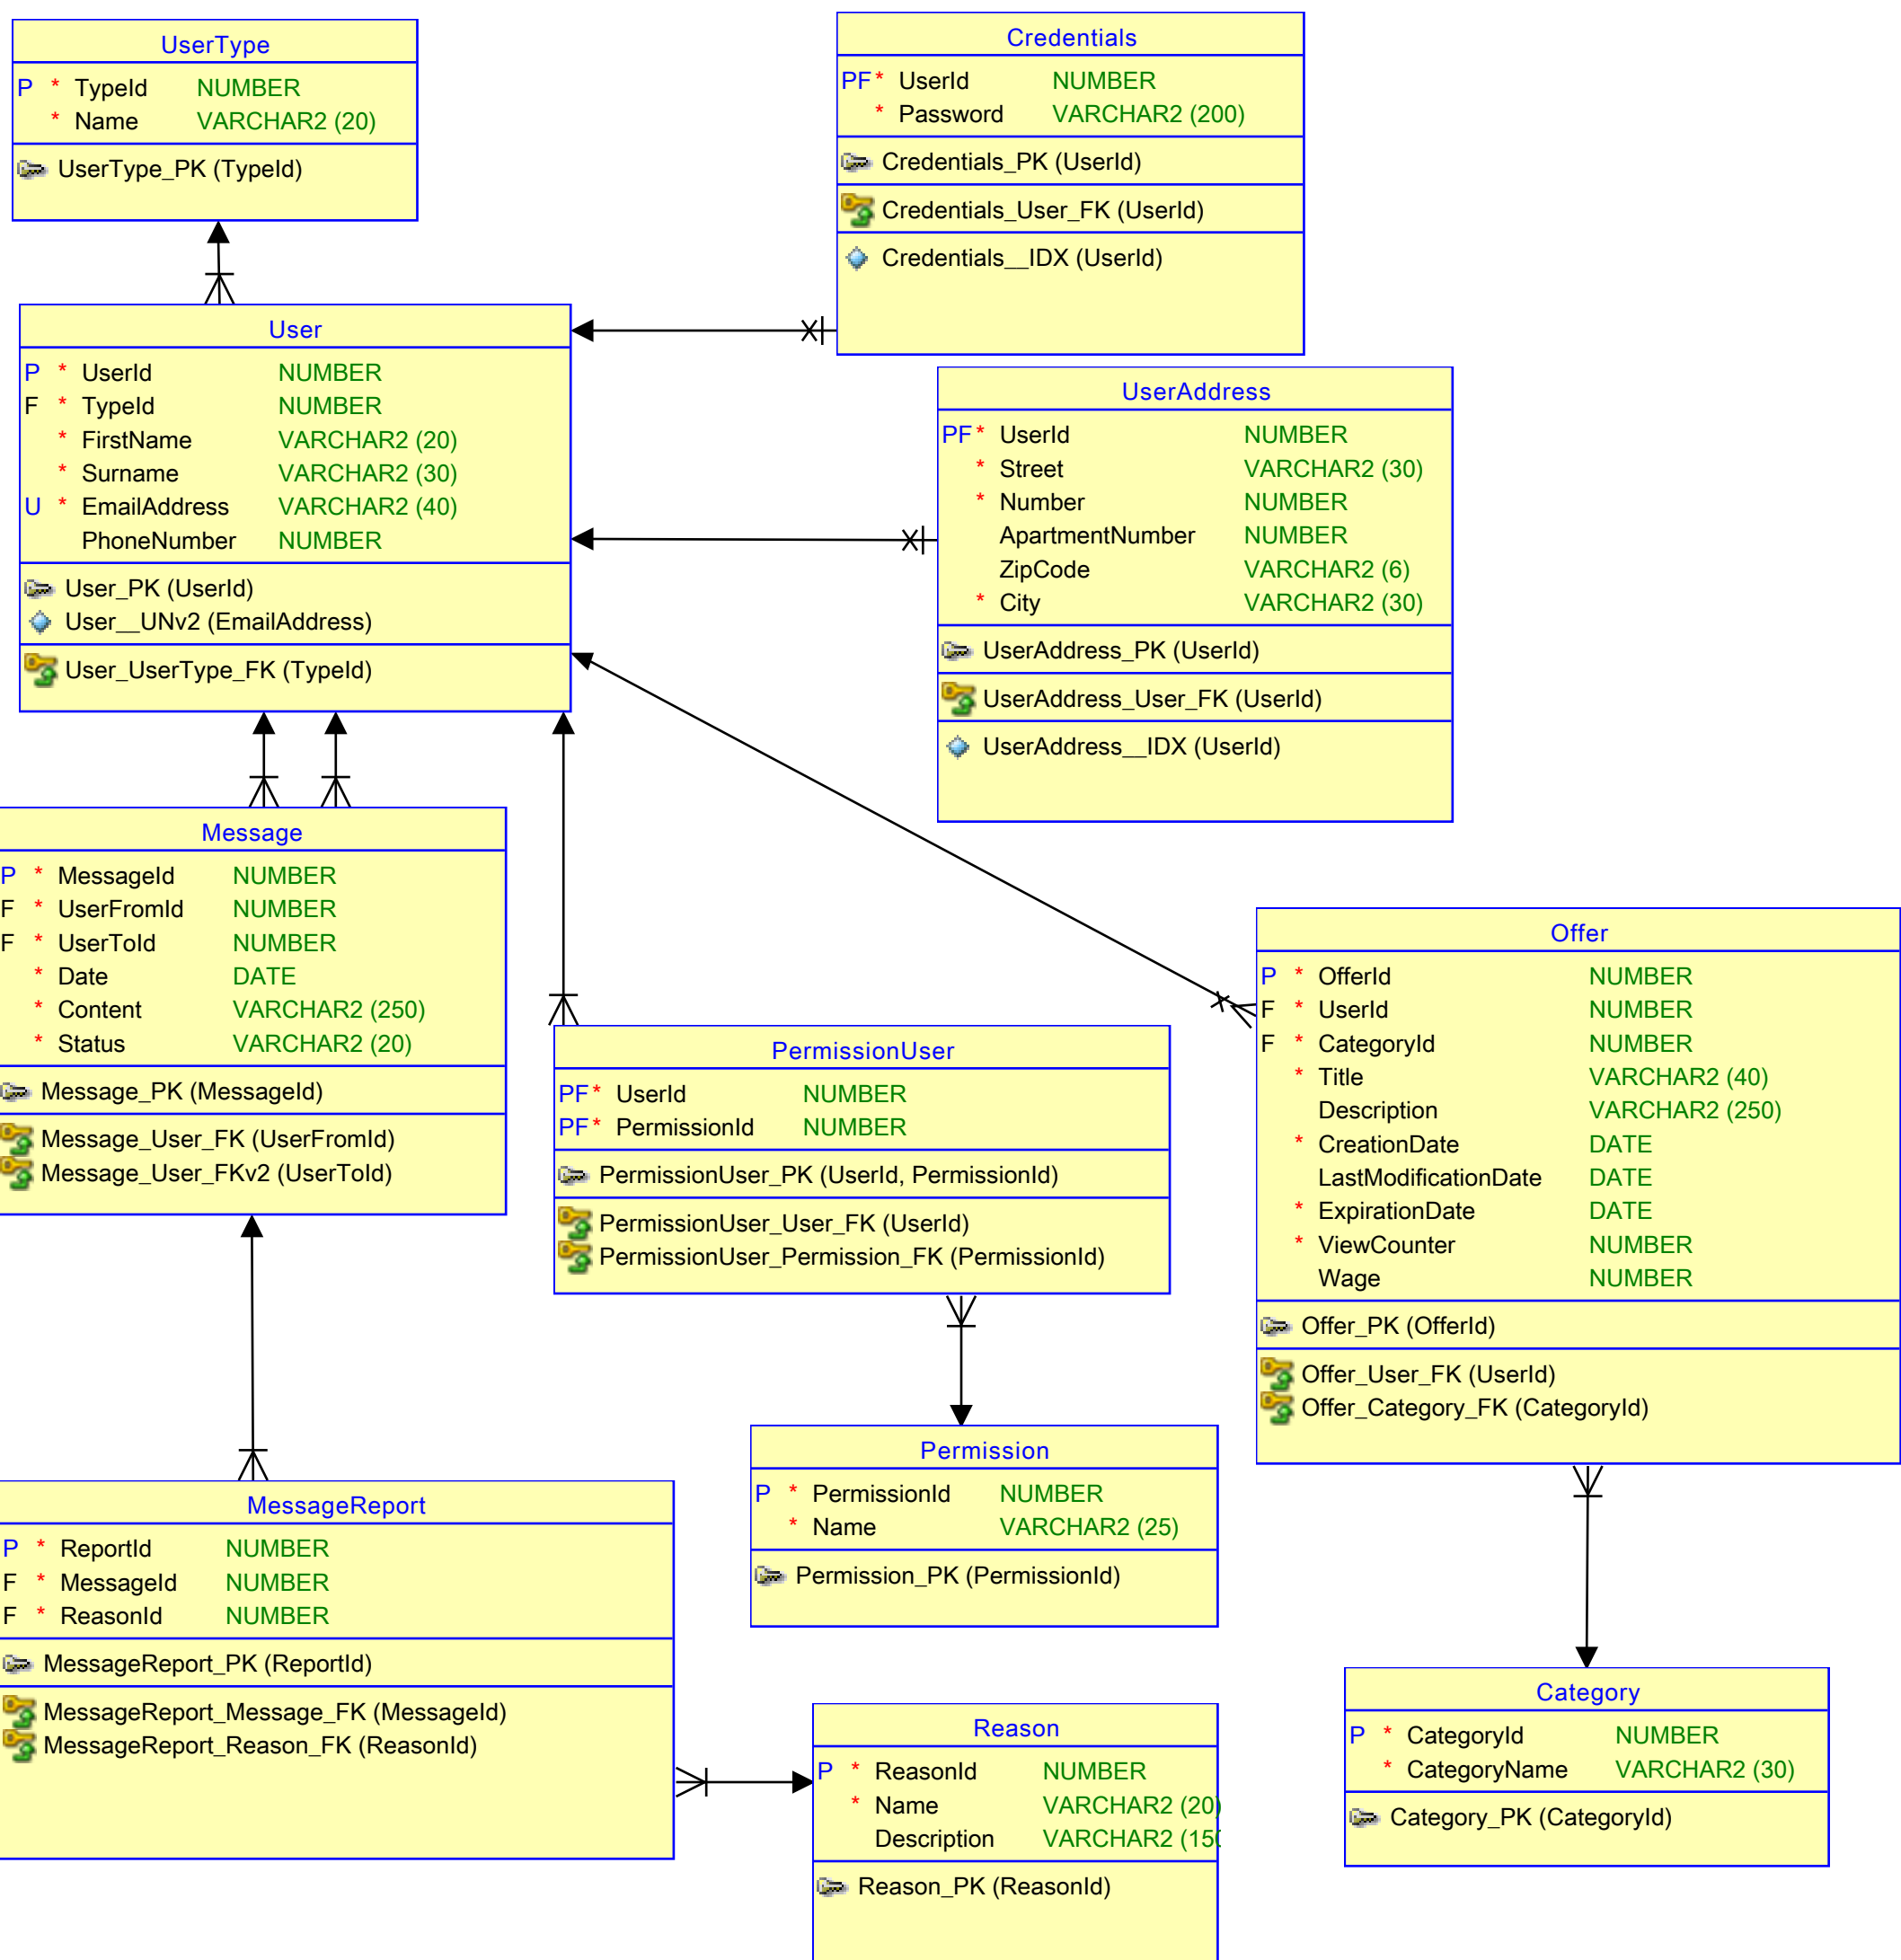 UserType
P * TypeId NUMBER
* Name VARCHAR2 (20)
UserType_PK (TypeId)
Credentials
PF* UserId NUMBER
* Password VARCHAR2 (200)
Credentials_PK (UserId)
Credentials_User_FK (UserId)
Credentials__IDX (UserId)
User
P * UserId NUMBER
F * TypeId NUMBER
* FirstName VARCHAR2 (20)
* Surname VARCHAR2 (30)
U * EmailAddress VARCHAR2 (40)
PhoneNumber NUMBER
User_PK (UserId)
User__UNv2 (EmailAddress)
User_UserType_FK (TypeId)
UserAddress
PF* UserId NUMBER
* Street VARCHAR2 (30)
* Number NUMBER
ApartmentNumber NUMBER
ZipCode VARCHAR2 (6)
* City VARCHAR2 (30)
UserAddress_PK (UserId)
UserAddress_User_FK (UserId)
UserAddress__IDX (UserId)
Message
P * MessageId NUMBER
F * UserFromId NUMBER
F * UserToId NUMBER
* Date DATE
* Content VARCHAR2 (250)
* Status VARCHAR2 (20)
Message_PK (MessageId)
Message_User_FK (UserFromId)
Message_User_FKv2 (UserToId)
PermissionUser
PF* UserId NUMBER
PF* PermissionId NUMBER
PermissionUser_PK (UserId, PermissionId)
PermissionUser_User_FK (UserId)
PermissionUser_Permission_FK (PermissionId)
Offer
P * OfferId NUMBER
F * UserId NUMBER
F * CategoryId NUMBER
* Title VARCHAR2 (40)
Description VARCHAR2 (250)
* CreationDate DATE
LastModificationDate DATE
* ExpirationDate DATE
* ViewCounter NUMBER
Wage NUMBER
Offer_PK (OfferId)
Offer_User_FK (UserId)
Offer_Category_FK (CategoryId)
MessageReport
P * ReportId NUMBER
F * MessageId NUMBER
F * ReasonId NUMBER
MessageReport_PK (ReportId)
MessageReport_Message_FK (MessageId)
MessageReport_Reason_FK (ReasonId)
Permission
P * PermissionId NUMBER
* Name VARCHAR2 (25)
Permission_PK (PermissionId)
Reason
P * ReasonId NUMBER
* Name VARCHAR2 (20)
Description VARCHAR2 (150
Reason_PK (ReasonId)
Category
P * CategoryId NUMBER
* CategoryName VARCHAR2 (30)
Category_PK (CategoryId)